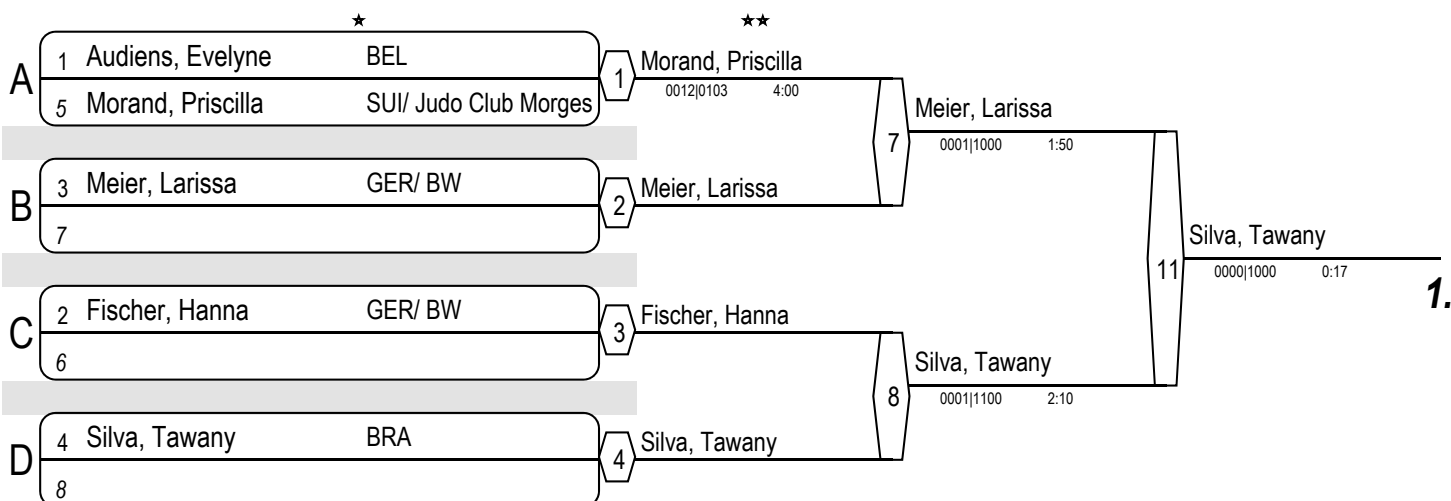 ★ ★★
A 1 Audiens, Evelyne BEL
5 Morand, Priscilla SUI/ Judo Club Morges
1 Morand, Priscilla
0012|0103 4:00
B 3 Meier, Larissa GER/ BW
7
2 Meier, Larissa
7 Meier, Larissa
0001|1000 1:50
C 2 Fischer, Hanna GER/ BW
6
3 Fischer, Hanna
D 4 Silva, Tawany BRA
8
4 Silva, Tawany
8 Silva, Tawany
0001|1100 2:10
11 Silva, Tawany
0000|1000 0:17
1.